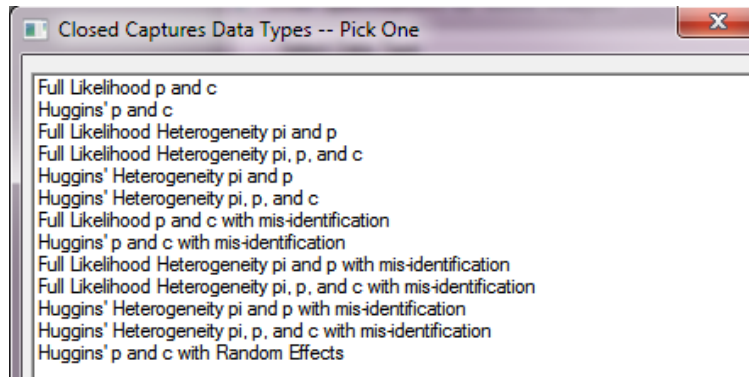 Closed Captures Data Types -- Pick One
Full Likelihood p and c
Huggins' p and c
Full Likelihood Heterogeneity pi and p
Full Likelihood Heterogeneity pi, p, and c
Huggins' Heterogeneity pi and p
Huggins' Heterogeneity pi, p, and c
Full Likelihood p and c with mis-identification
Huggins' p and c with mis-identification
Full Likelihood Heterogeneity pi and p with mis-identification
Full Likelihood Heterogeneity pi, p, and c with mis-identification
Huggins' Heterogeneity pi and p with mis-identification
Huggins' Heterogeneity pi, p, and c with mis-identification
Huggins' p and c with Random Effects